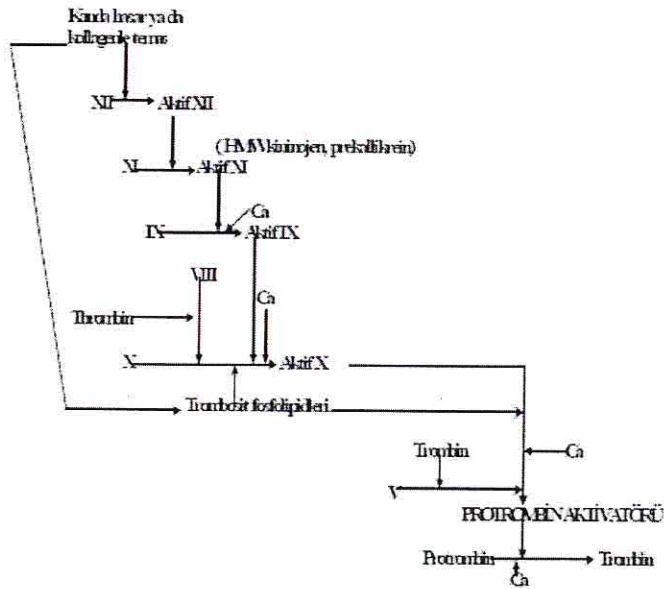 Kanda hasar ya da
kollagenle temas
XII Aktif XII
(HMW kininojen, prekallikrein)
XI Aktif XI
Ca
IX Aktif IX
VIII
Ca
Thrombin
X Aktif X
Trombosit fosfolipidleri
Trombin
Ca
V
PROTROMBİN AKTİVATÖRÜ
Protrombin Trombin
Ca